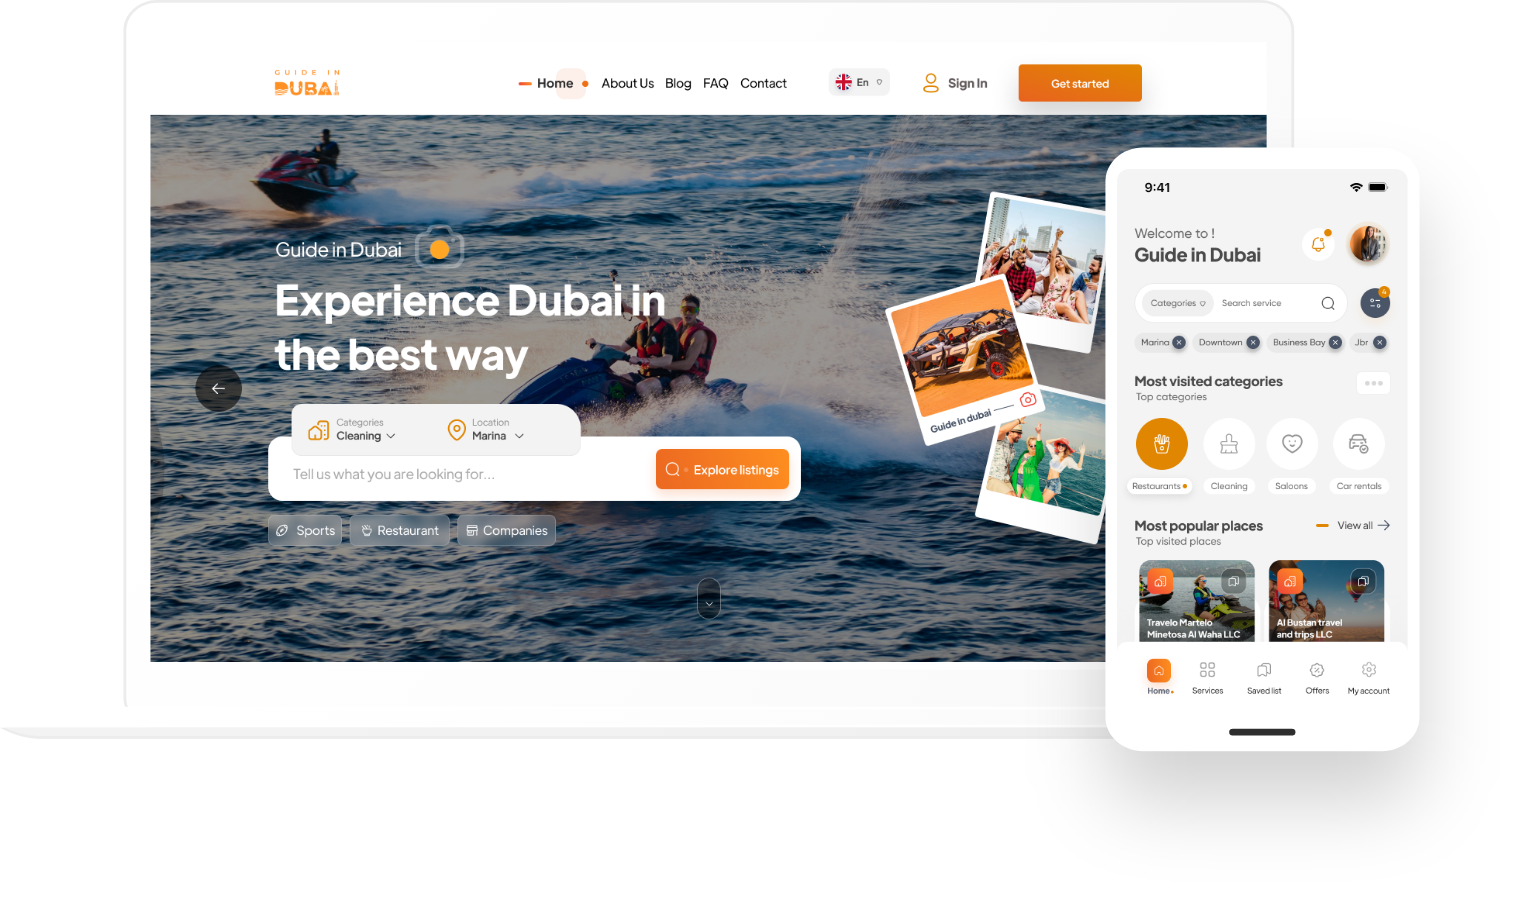 GUIDE IN
DUBAI
Home
About Us
Blog
FAQ
Contact
En
Sign In
Get started
Guide in Dubai
Experience Dubai in
the best way
Categories
Cleaning
Location
Marina
Tell us what you are looking for...
Explore listings
Sports
Restaurant
Companies
Guide in dubai
9:41
Welcome to !
Guide in Dubai
Categories
Search service
4
Marina
Downtown
Business Bay
Jbr
Most visited categories
Top categories
Restaurants
Cleaning
Saloons
Car rentals
Most popular places
View all
Top visited places
Travelo Martelo
Minetosa Al Waha LLC
Al Bustan travel
and trips LLC
Home
Services
Saved list
Offers
My account